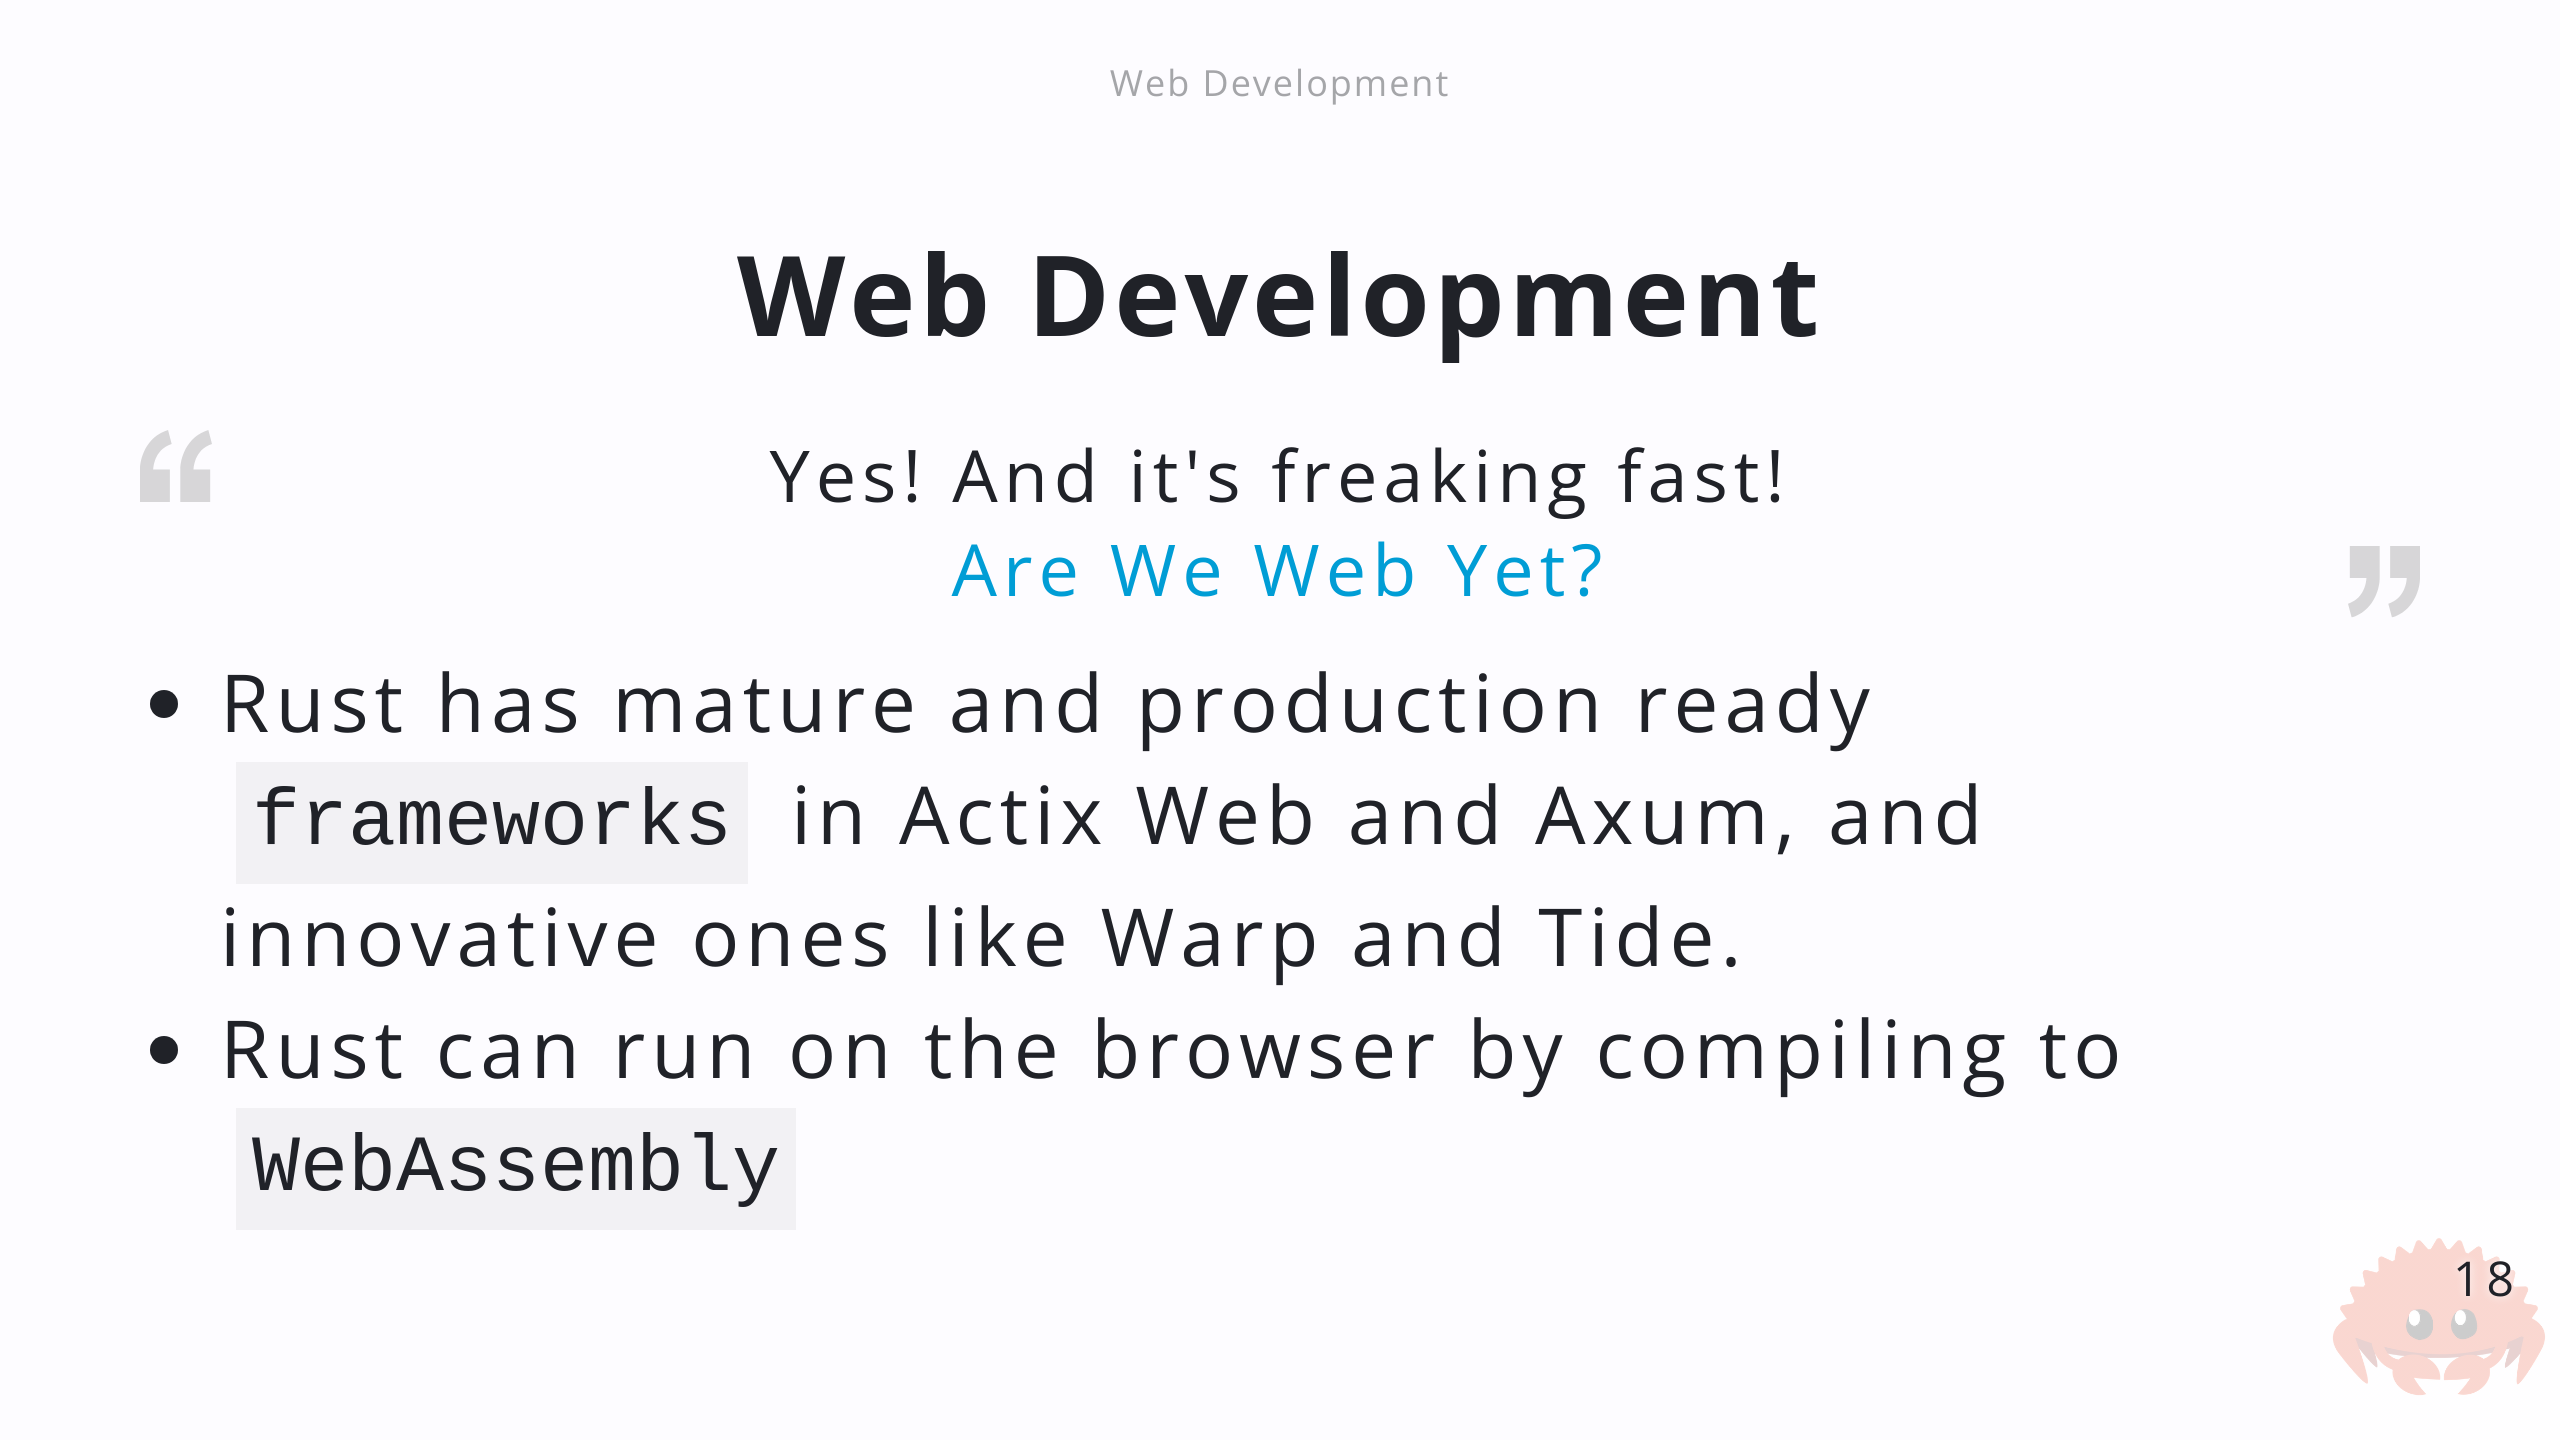 Web Development
Web Development
“
Yes! And it's freaking fast!
Are We Web Yet?
”
• Rust has mature and production ready
frameworks in Actix Web and Axum, and
innovative ones like Warp and Tide.
• Rust can run on the browser by compiling to
WebAssembly
18